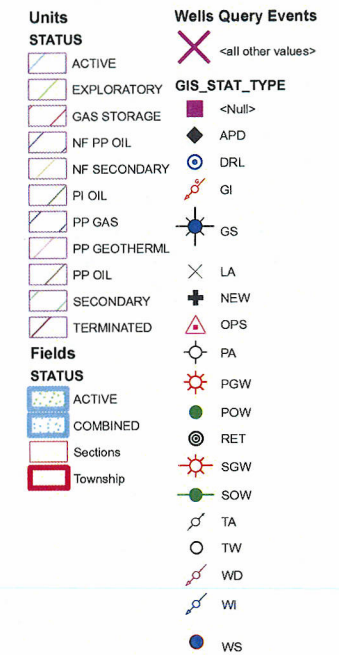 Units
STATUS
ACTIVE
EXPLORATORY
GAS STORAGE
NF PP OIL
NF SECONDARY
PI OIL
PP GAS
PP GEOTHERML
PP OIL
SECONDARY
TERMINATED
Fields
STATUS
ACTIVE
COMBINED
Sections
Township
Wells Query Events
<all other values>
GIS_STAT_TYPE
<Null>
APD
DRL
GI
GS
LA
NEW
OPS
PA
PGW
POW
RET
SGW
SOW
TA
TW
WD
WI
WS